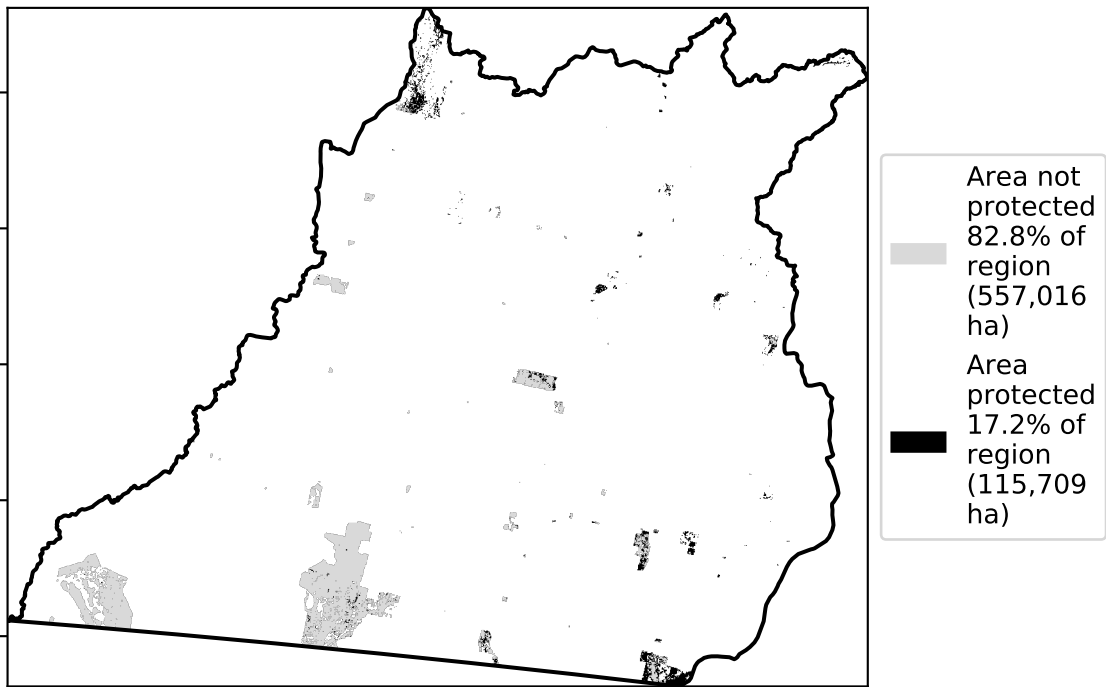 Area not
protected
82.8% of
region
(557,016
ha)
Area
protected
17.2% of
region
(115,709
ha)